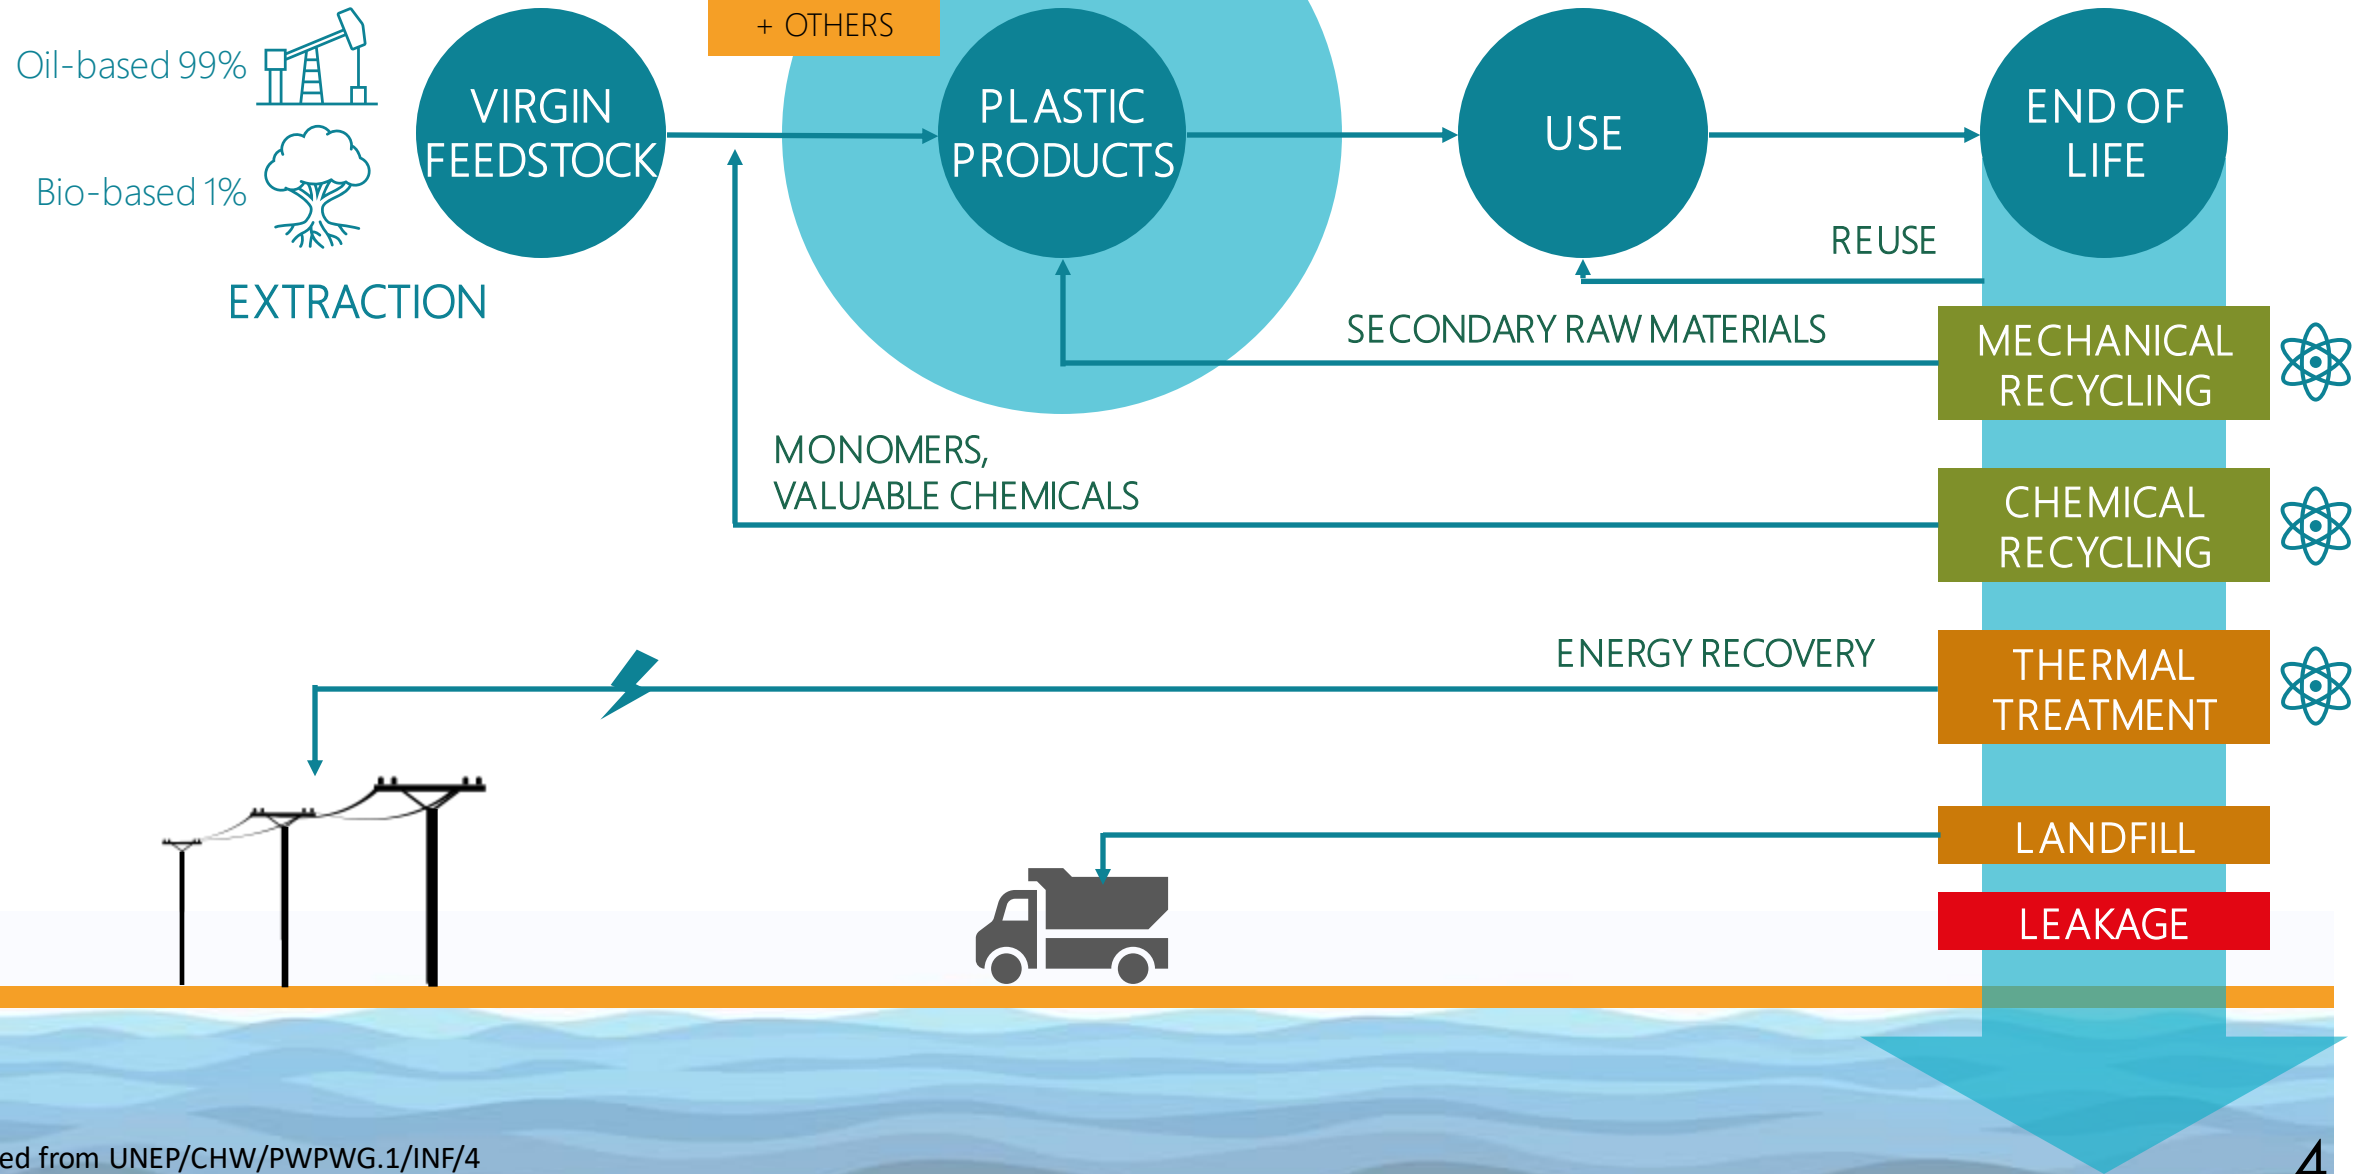 + OTHERS
Oil-based 99%
Bio-based 1%
EXTRACTION
VIRGIN
FEEDSTOCK
PLASTIC
PRODUCTS
USE
END OF
LIFE
REUSE
SECONDARY RAW MATERIALS
MECHANICAL
RECYCLING
MONOMERS,
VALUABLE CHEMICALS
CHEMICAL
RECYCLING
ENERGY RECOVERY
THERMAL
TREATMENT
LANDFILL
LEAKAGE
ed from UNEP/CHW/PWPWG.1/INF/4
4